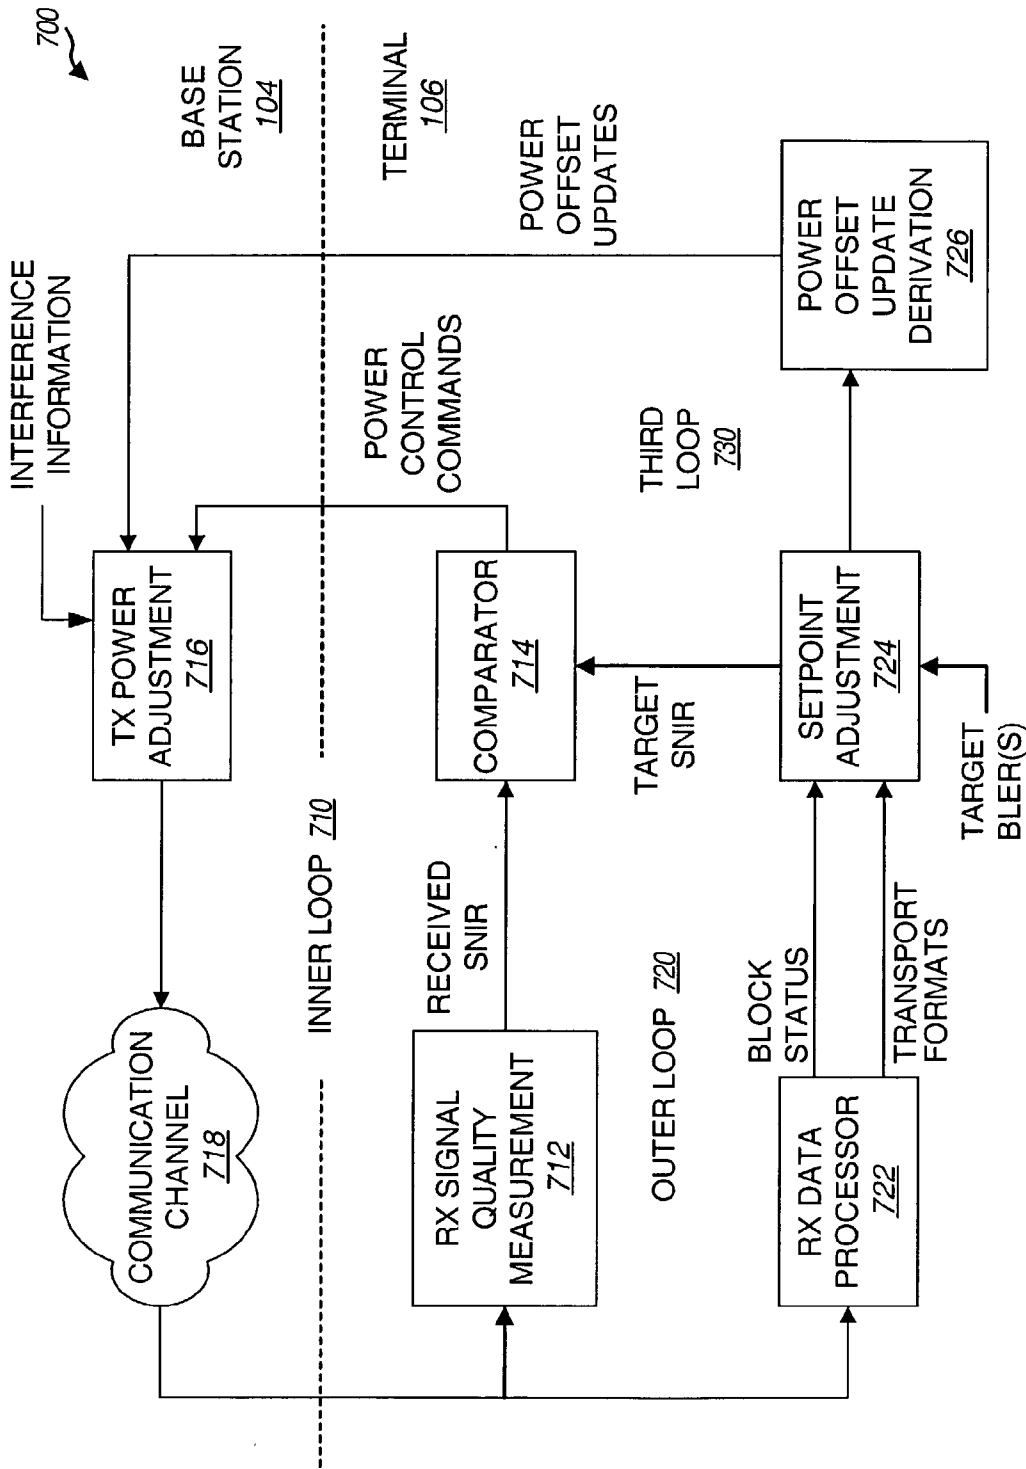 700
BASE
STATION
104
TERMINAL
106
INTERFERENCE
INFORMATION
COMMUNICATION
CHANNEL
718
TX POWER
ADJUSTMENT
716
INNER LOOP 710
POWER
CONTROL
COMMANDS
POWER
OFFSET
UPDATES
RX SIGNAL
QUALITY
MEASUREMENT
712
RECEIVED
SNIR
COMPARATOR
714
OUTER LOOP 720
TARGET
SNIR
THIRD
LOOP
730
RX DATA
PROCESSOR
722
BLOCK
STATUS
TRANSPORT
FORMATS
SETPOINT
ADJUSTMENT
724
POWER
OFFSET
UPDATE
DERIVATION
726
TARGET
BLER(S)